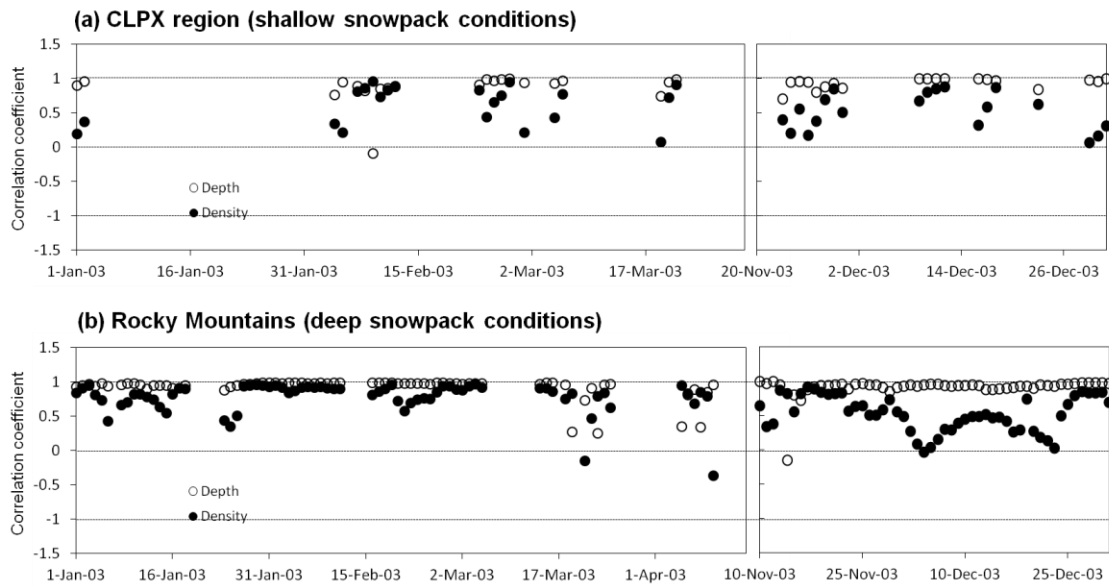 (a) CLPX region (shallow snowpack conditions)
Correlation coefficient
1.5
1
0.5
0
-0.5
-1
-1.5
Depth
Density
1-Jan-03 16-Jan-03 31-Jan-03 15-Feb-03 2-Mar-03 17-Mar-03 20-Nov-03 2-Dec-03 14-Dec-03 26-Dec-03
(b) Rocky Mountains (deep snowpack conditions)
Correlation coefficient
1.5
1
0.5
0
-0.5
-1
-1.5
Depth
Density
1-Jan-03 16-Jan-03 31-Jan-03 15-Feb-03 2-Mar-03 17-Mar-03 1-Apr-03 10-Nov-03 25-Nov-03 10-Dec-03 25-Dec-03